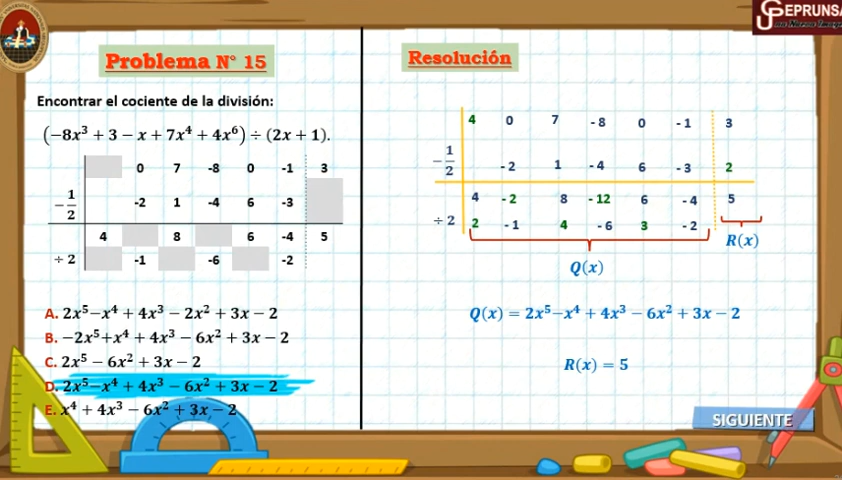 EPRUNSA
Problema N° 15
Encontrar el cociente de la división:
(−8x³ + 3 − x + 7x⁴ + 4x⁶) ÷ (2x + 1).
0 7 -8 0 -1 3
−1/2 -2 1 -4 6 -3
4 8 6 -4 5
÷ 2 -1 -6 -2
A. 2x⁵−x⁴ + 4x³ − 2x² + 3x − 2
B. −2x⁵+x⁴ + 4x³ − 6x² + 3x − 2
C. 2x⁵ − 6x² + 3x − 2
D. 2x⁵−x⁴ + 4x³ − 6x² + 3x − 2
E. x⁴ + 4x³ − 6x² + 3x − 2
Resolución
4 0 7 - 8 0 - 1 3
−1/2 - 2 1 - 4 6 - 3 2
4 - 2 8 - 12 6 - 4 5
÷ 2 2 - 1 4 - 6 3 - 2
R(x)
Q(x)
Q(x) = 2x⁵−x⁴ + 4x³ − 6x² + 3x − 2
R(x) = 5
SIGUIENTE